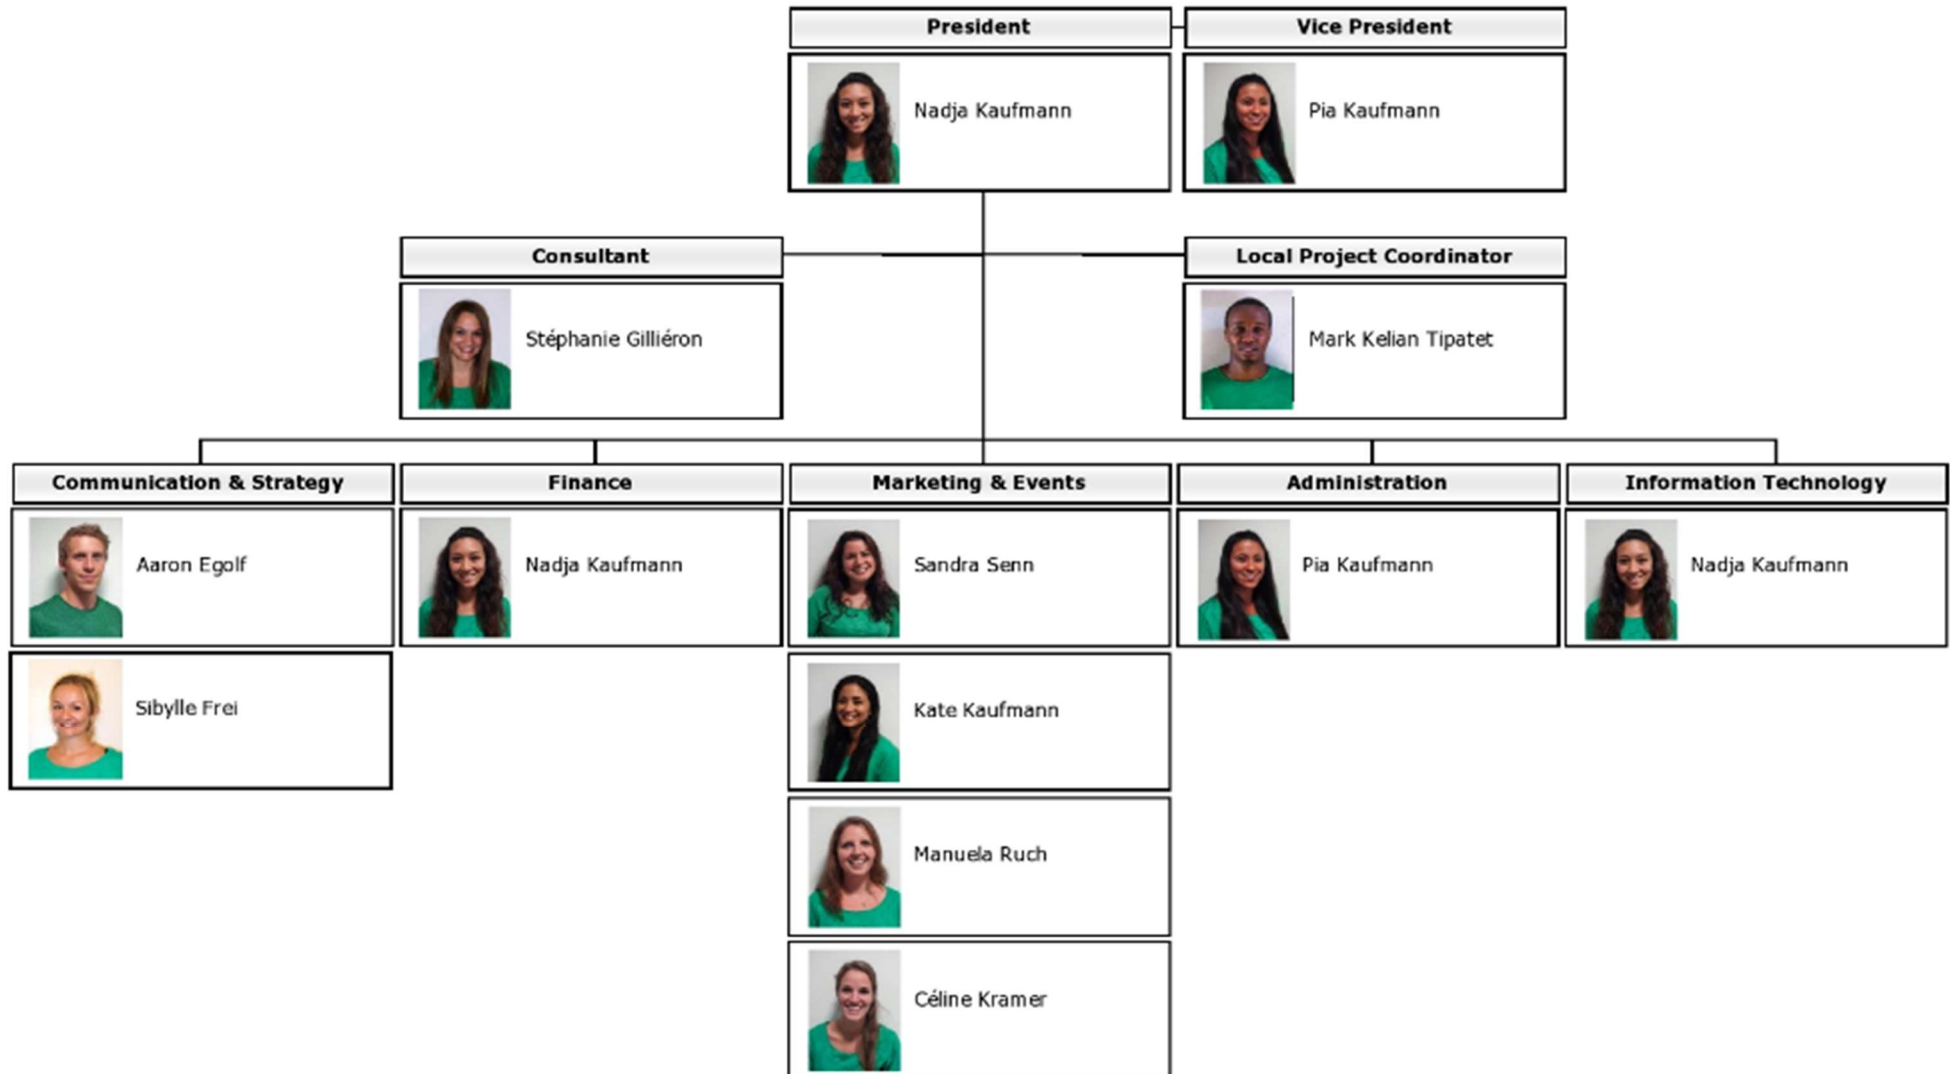 President
Vice President
Nadja Kaufmann
Pia Kaufmann
Consultant
Local Project Coordinator
Stéphanie Gilliéron
Mark Kelian Tipatet
Communication & Strategy
Finance
Marketing & Events
Administration
Information Technology
Aaron Egolf
Nadja Kaufmann
Sandra Senn
Pia Kaufmann
Nadja Kaufmann
Sibylle Frei
Kate Kaufmann
Manuela Ruch
Céline Kramer